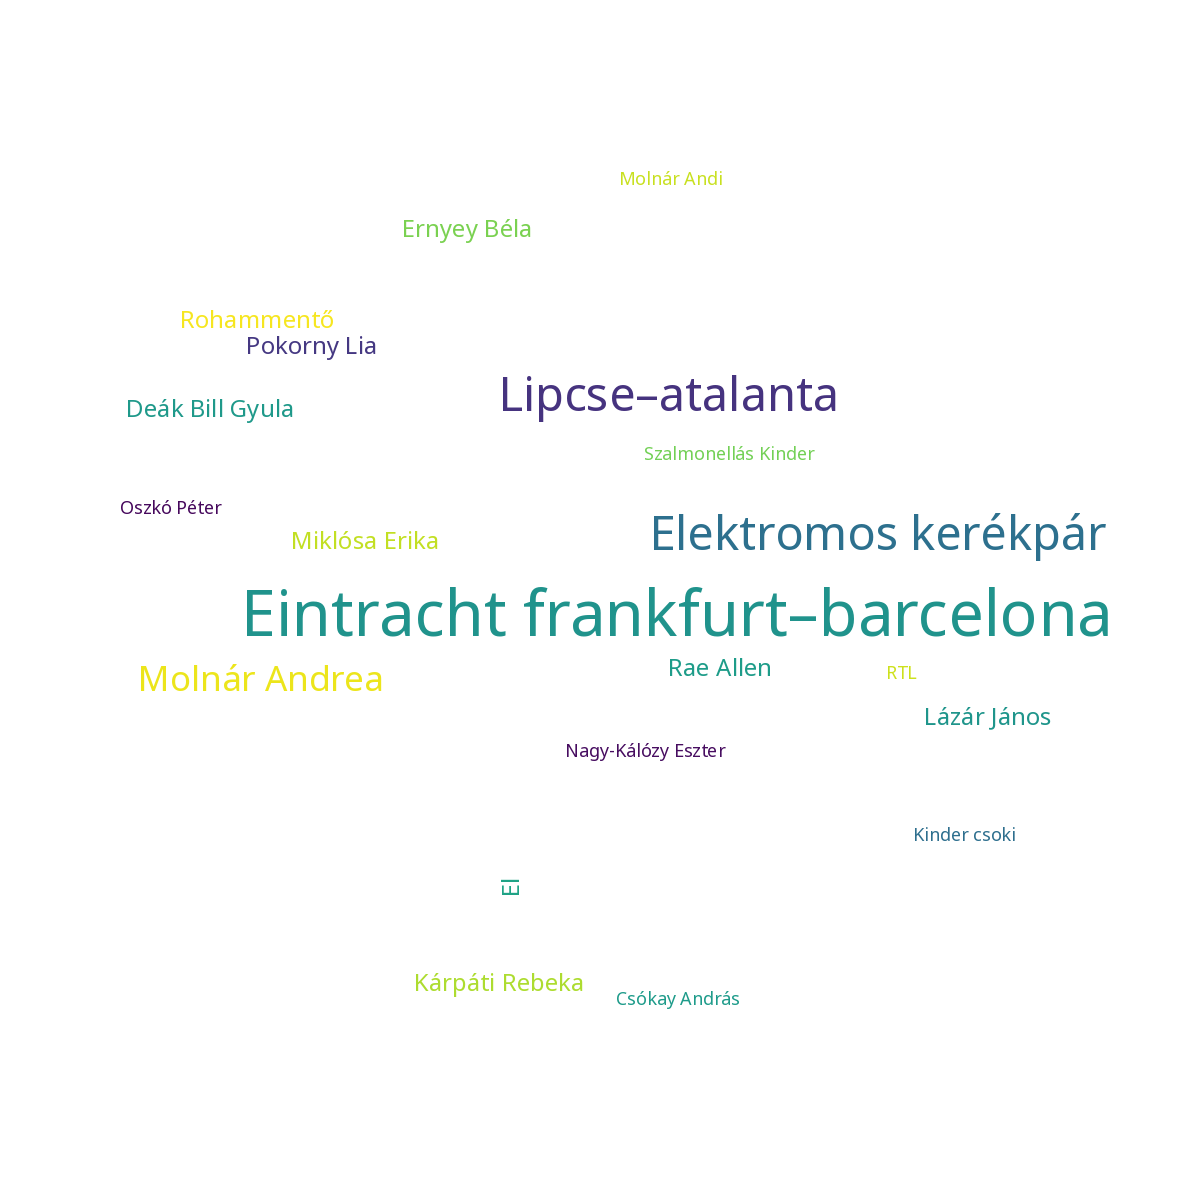 Molnár Andi
Ernyey Béla
Rohammentő
Pokorny Lia
Lipcse–atalanta
Deák Bill Gyula
Szalmonellás Kinder
Oszkó Péter
Elektromos kerékpár
Miklósa Erika
Eintracht frankfurt–barcelona
Rae Allen
RTL
Molnár Andrea
Lázár János
Nagy-Kálózy Eszter
Kinder csoki
El
Kárpáti Rebeka
Csókay András